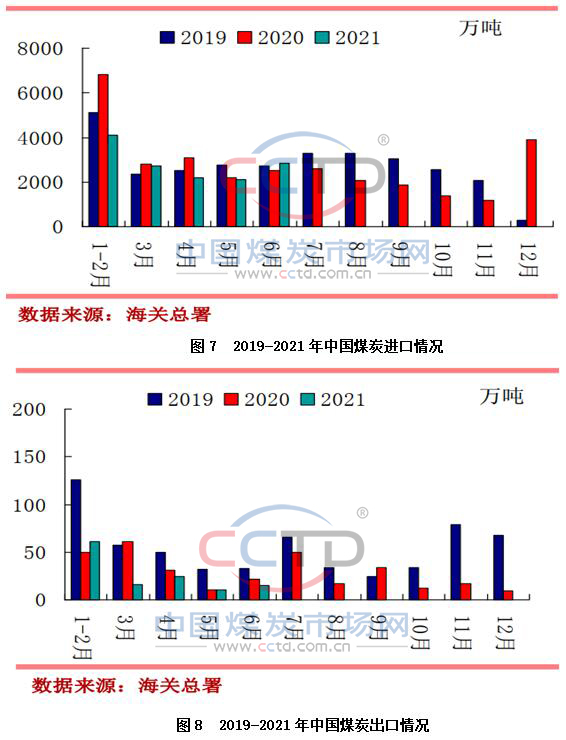 2019 2020 2021
万吨
8000
6000
4000
2000
0
1-2月 3月 4月 5月 6月 7月 8月 9月 10月 11月 12月
CCTD®
中国煤炭市场网
www.cctd.com.cn
数据来源：海关总署
图7 2019-2021年中国煤炭进口情况
2019 2020 2021
万吨
200
150
100
50
0
1-2月 3月 4月 5月 6月 7月 8月 9月 10月 11月 12月
CCTD®
中国煤炭市场网
www.cctd.com.cn
数据来源：海关总署
图8 2019-2021年中国煤炭出口情况